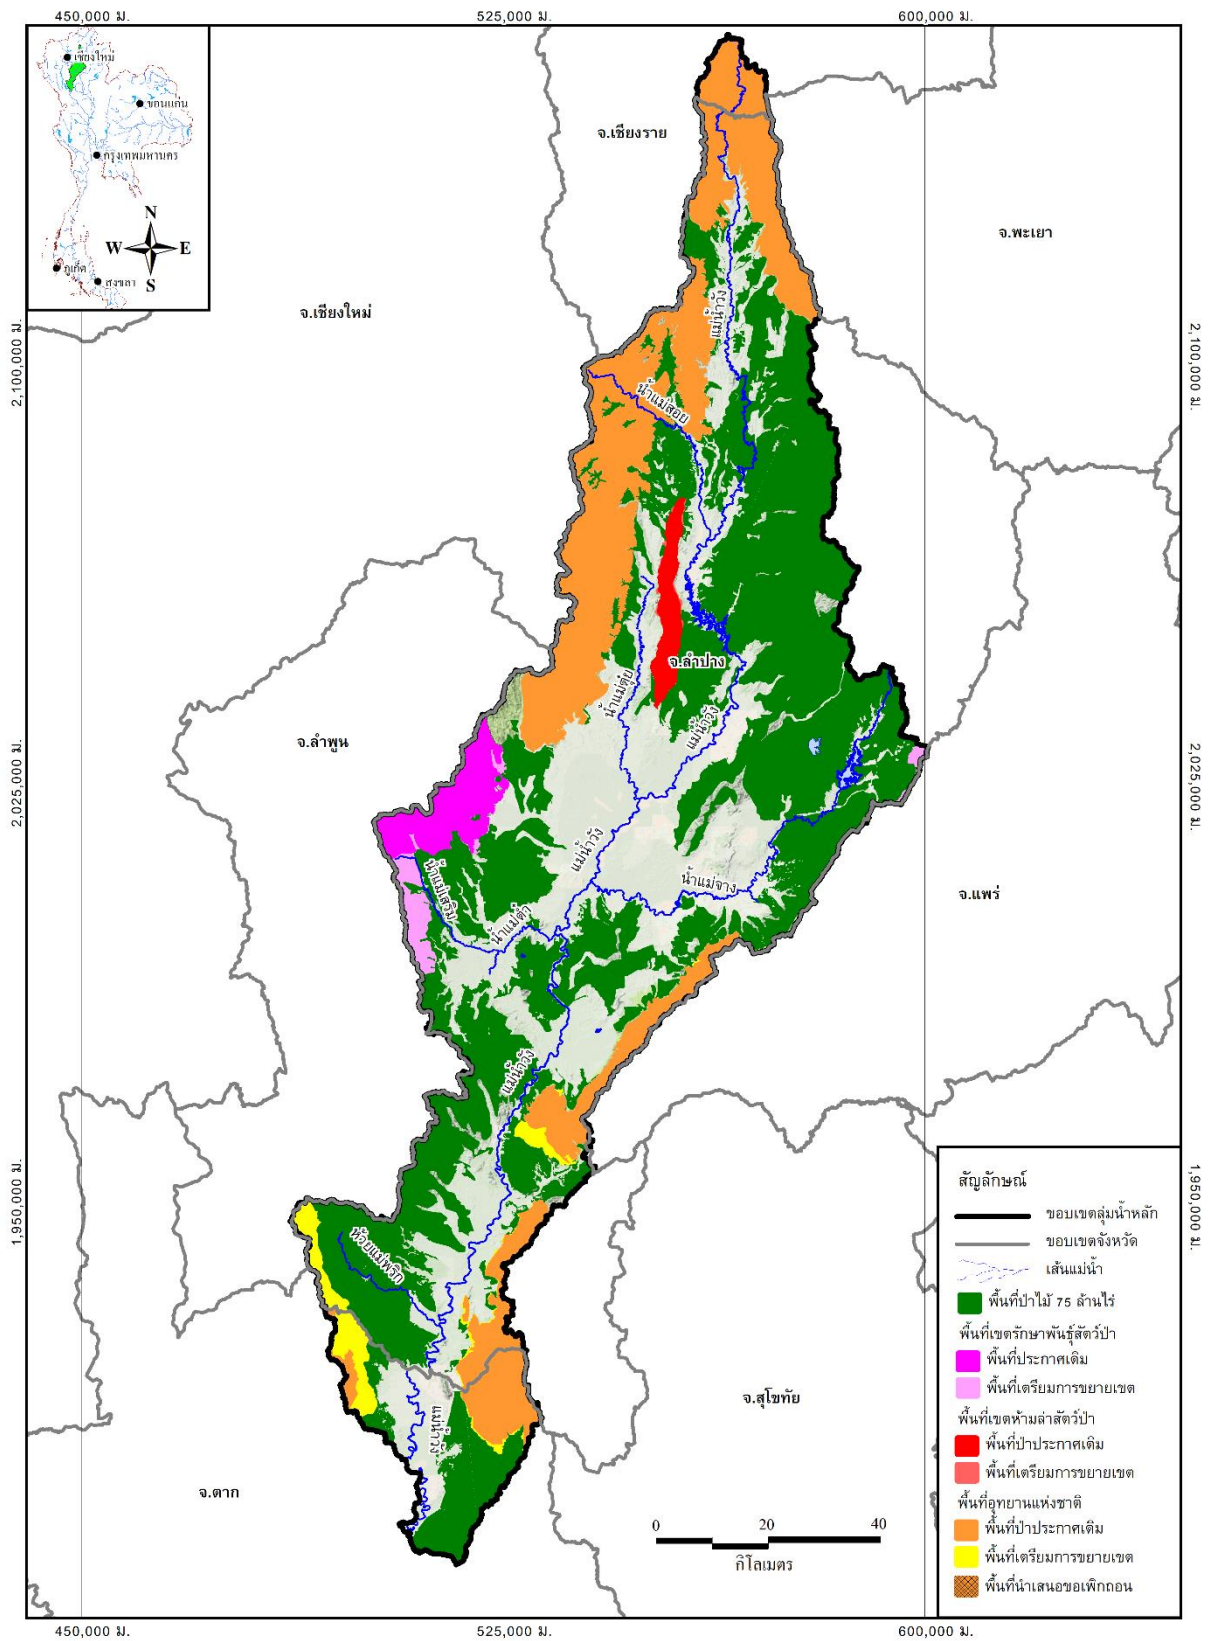 450,000 ม.
525,000 ม.
600,000 ม.
เชียงใหม่
ขอนแก่น
กรุงเทพมหานคร
N
W
E
S
ภูเก็ต
สงขลา
จ.เชียงราย
จ.พะเยา
จ.เชียงใหม่
แม่น้ำวัง
2,100,000 ม.
2,100,000 ม.
น้ำแม่สอย
จ.ลำปาง
น้ำแม่ตุ๋ย
แม่น้ำวัง
จ.ลำพูน
2,025,000 ม.
2,025,000 ม.
แม่น้ำวัง
น้ำแม่เสริม
น้ำแม่จาง
น้ำแม่ต๋ำ
จ.แพร่
แม่น้ำวัง
1,950,000 ม.
1,950,000 ม.
ห้วยแม่พริก
แม่น้ำวัง
จ.สุโขทัย
จ.ตาก
0
20
40
กิโลเมตร
สัญลักษณ์
ขอบเขตลุ่มน้ำหลัก
ขอบเขตจังหวัด
เส้นแม่น้ำ
พื้นที่ป่าไม้ 75 ล้านไร่
พื้นที่เขตรักษาพันธุ์สัตว์ป่า
พื้นที่ประกาศเดิม
พื้นที่เตรียมการขยายเขต
พื้นที่เขตห้ามล่าสัตว์ป่า
พื้นที่ป่าประกาศเดิม
พื้นที่เตรียมการขยายเขต
พื้นที่อุทยานแห่งชาติ
พื้นที่ป่าประกาศเดิม
พื้นที่เตรียมการขยายเขต
พื้นที่นำเสนอขอเพิกถอน
450,000 ม.
525,000 ม.
600,000 ม.